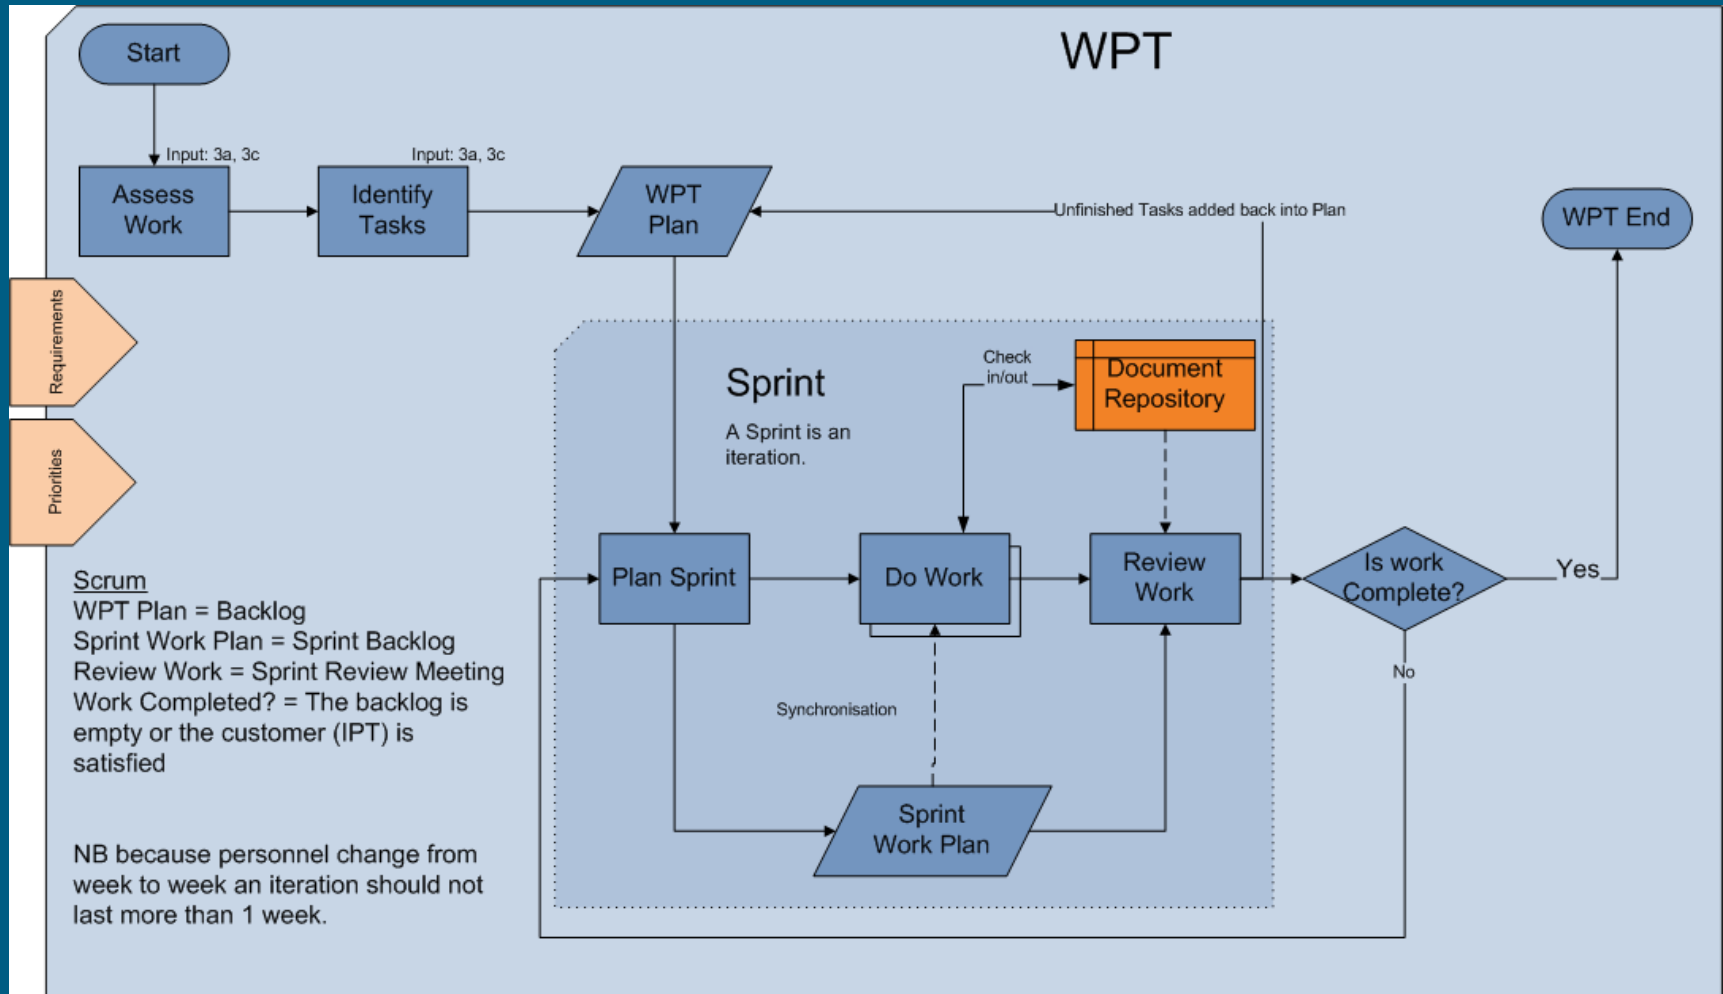 WPT
Start
Input: 3a, 3c
Assess
Work
Input: 3a, 3c
Identify
Tasks
WPT
Plan
Unfinished Tasks added back into Plan
WPT End
Requirements
Priorities
Sprint
A Sprint is an
iteration.
Check
in/out
Document
Repository
Plan Sprint
Do Work
Review
Work
Is work
Complete?
Yes
No
Synchronisation
Sprint
Work Plan
Scrum
WPT Plan = Backlog
Sprint Work Plan = Sprint Backlog
Review Work = Sprint Review Meeting
Work Completed? = The backlog is
empty or the customer (IPT) is
satisfied
NB because personnel change from
week to week an iteration should not
last more than 1 week.